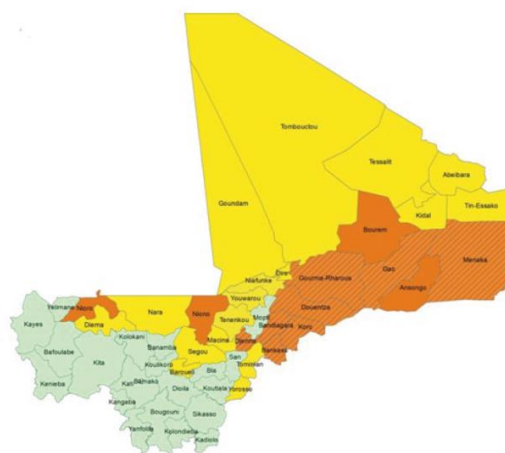 Tombouctou
Tessalit
Abeibara
Goundam
Tin-Essako
Kidal
Bourem
Menaka
Gao
Niafunke
Gourma-Rharous
Ansongo
Yelimane
Nioro
Youwarou
Douentza
Nara
Niono
Mopti
Kayes
Diema
Tenenkou
Bandiagara
Koro
Macina
Djenne
Kolokani
Bafoulabe
Banamba
Segou
Bankass
San
Kita
Koulikoro
Tominian
Baroueli
Bla
Kati
Bamako
Kenieba
Dioila
Koutiala
Yorosso
Kangaba
Bougouni
Sikasso
Yanfolila
Kolondieba
Kadiolo